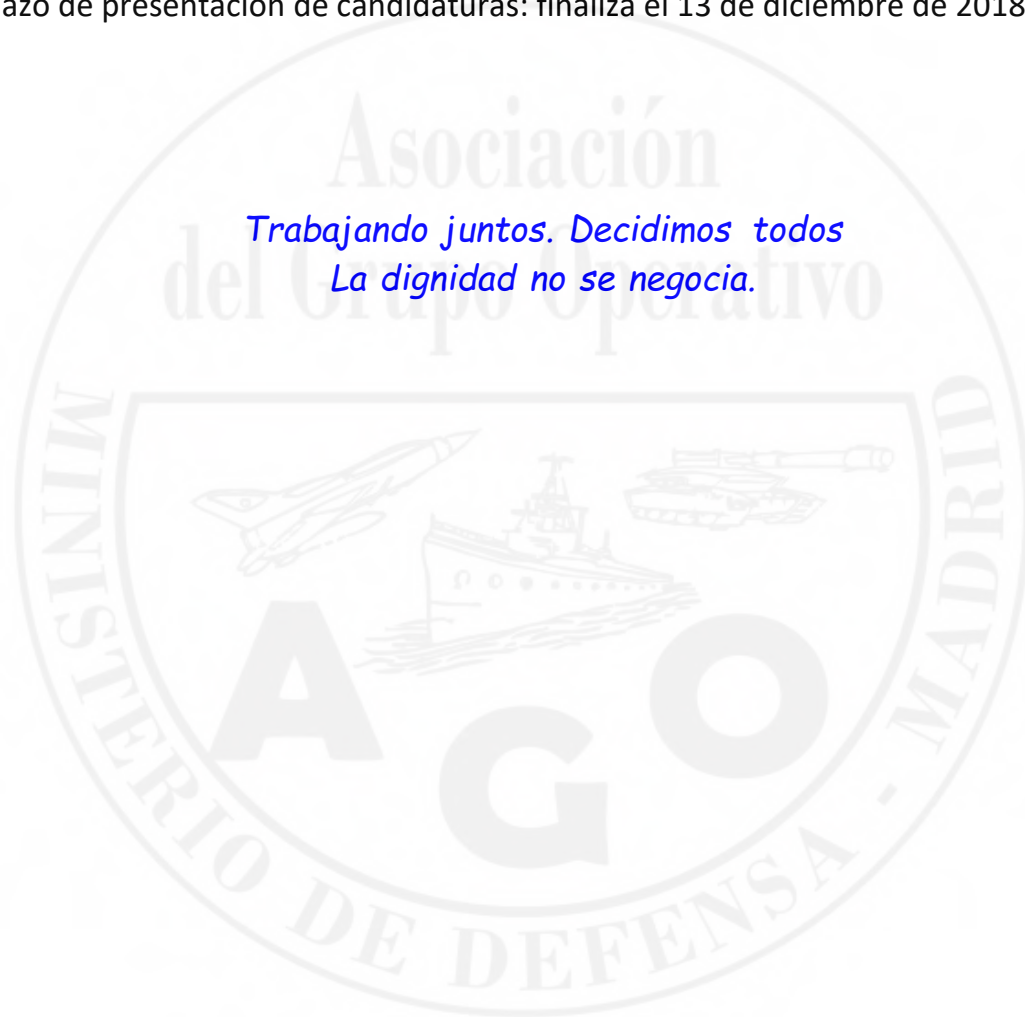 azo de presentación de candidaturas: finaliza el 13 de diciembre de 2018
Asociación
Trabajando juntos. Decidimos todos
del Grupo Operativo
La dignidad no se negocia.
MINISTERIO DE DEFENSA - MADRID
AGO